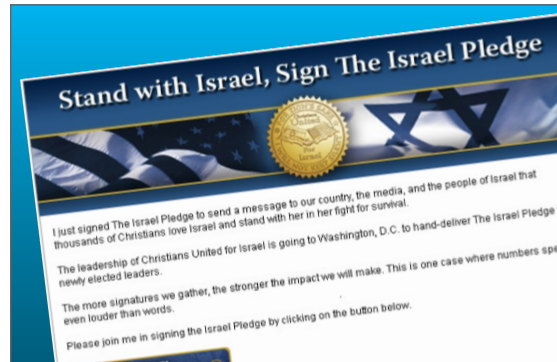 Stand with Israel, Sign The Israel Pledge
Christians
United
For
Israel
I just signed The Israel Pledge to send a message to our country, the media, and the people of Israel that
thousands of Christians love Israel and stand with her in her fight for survival.
The leadership of Christians United for Israel is going to Washington, D.C. to hand-deliver The Israel Pledge
newly elected leaders.
The more signatures we gather, the stronger the impact we will make. This is one case where numbers spe
even louder than words.
Please join me in signing the Israel Pledge by clicking on the button below.